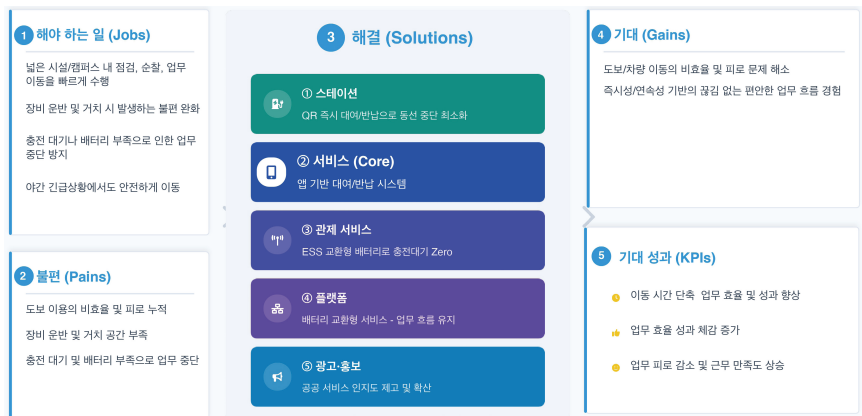 1 해야 하는 일 (Jobs)
넓은 시설/캠퍼스 내 점검, 순찰, 업무
이동을 빠르게 수행
장비 운반 및 거치 시 발생하는 불편 완화
충전 대기나 배터리 부족으로 인한 업무
중단 방지
야간 긴급상황에서도 안전하게 이동
2 불편 (Pains)
도보 이용의 비효율 및 피로 누적
장비 운반 및 거치 공간 부족
충전 대기 및 배터리 부족으로 업무 중단
3 해결 (Solutions)
① 스테이션
QR 즉시 대여/반납으로 동선 중단 최소화
② 서비스 (Core)
앱 기반 대여/반납 시스템
③ 관제 서비스
ESS 교환형 배터리로 충전대기 Zero
④ 플랫폼
배터리 교환형 서비스 - 업무 흐름 유지
⑤ 광고·홍보
공공 서비스 인지도 제고 및 확산
4 기대 (Gains)
도보/차량 이동의 비효율 및 피로 문제 해소
즉시성/연속성 기반의 끊김 없는 편안한 업무 흐름 경험
5 기대 성과 (KPIs)
이동 시간 단축 업무 효율 및 성과 향상
업무 효율 성과 체감 증가
업무 피로 감소 및 근무 만족도 상승